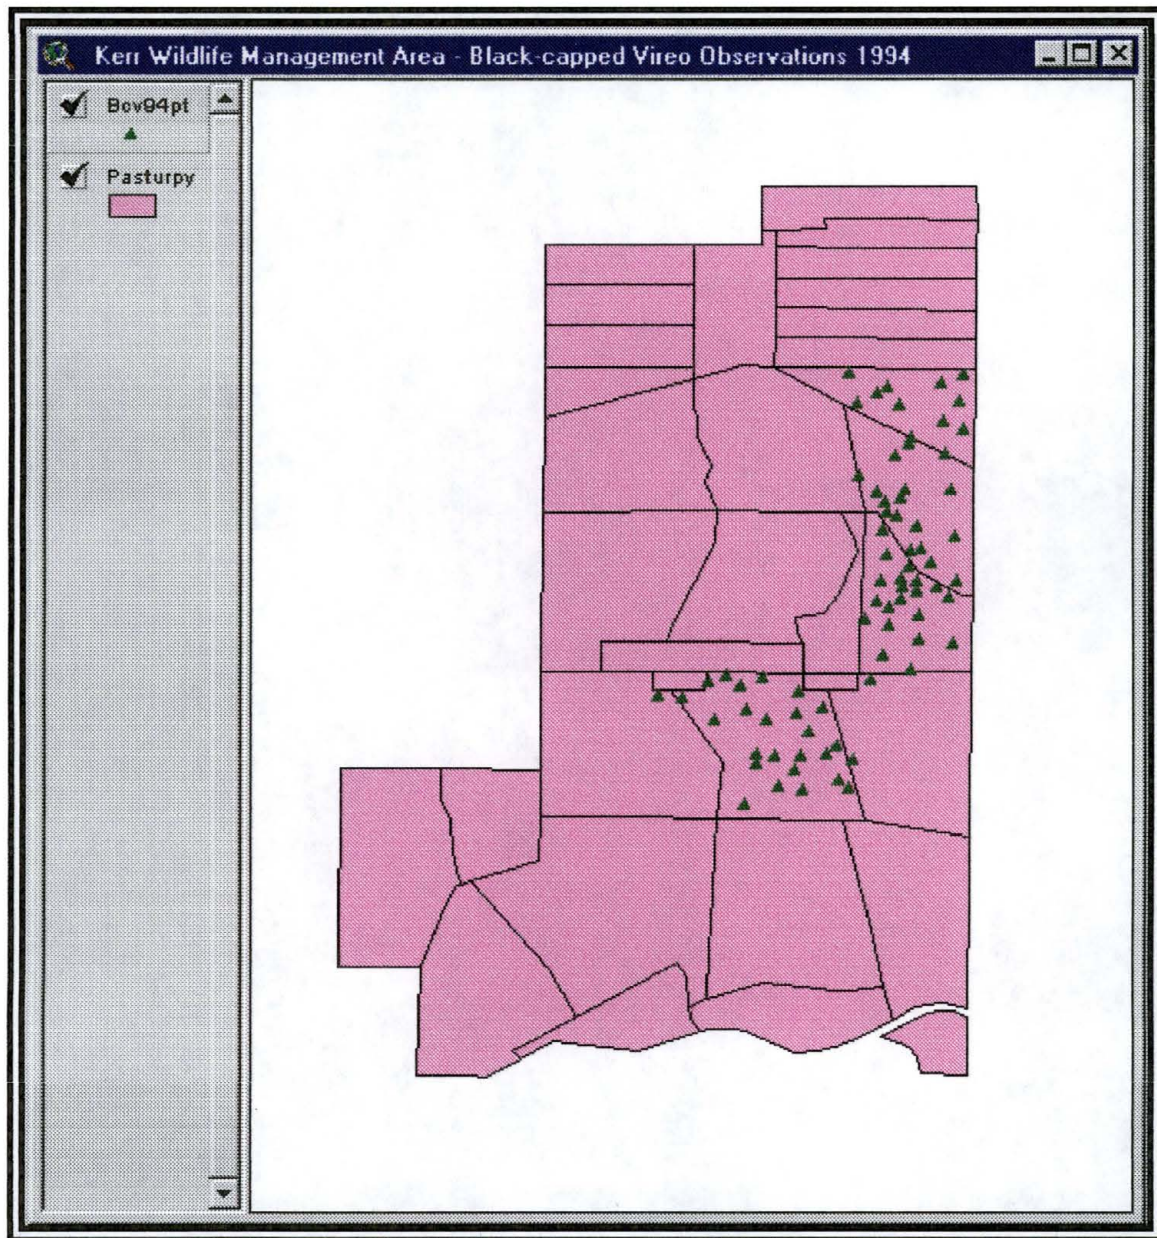 Kerr Wildlife Management Area - Black-capped Vireo Observations 1994
Bcv94pt
Pasturpy